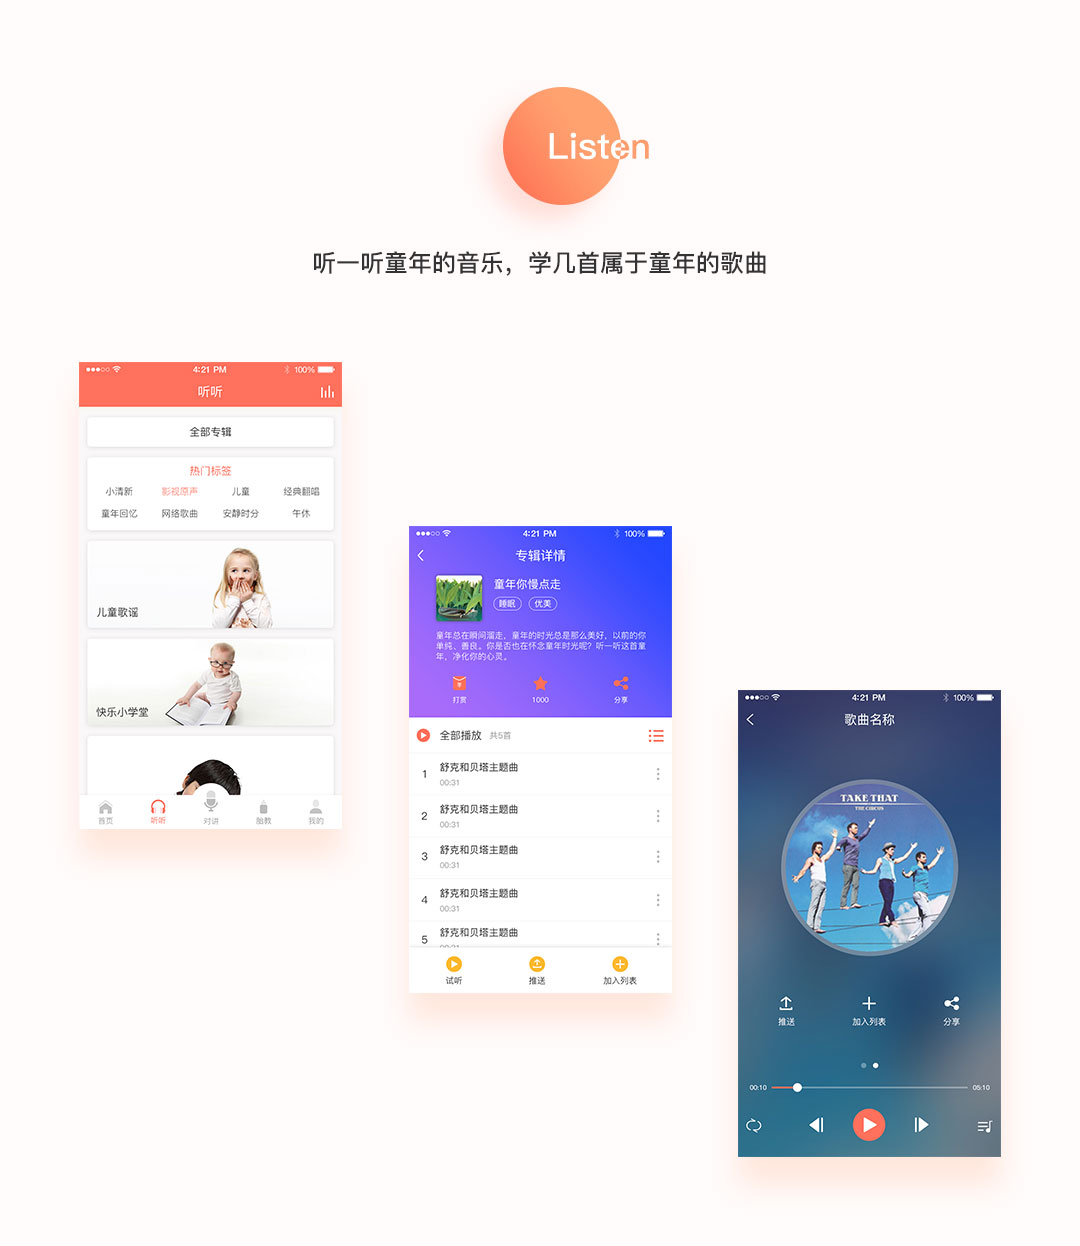 Listen
听一听童年的音乐，学几首属于童年的歌曲
4:21 PM
100%
听听
全部专辑
热门标签
小清新 影视原声 儿童 经典翻唱
童年回忆 网络歌曲 安静时分 午休
儿童歌谣
快乐小学堂
首页 听听 对讲 胎教 我的
4:21 PM
100%
专辑详情
童年你慢点走
睡眠 优美
童年总在瞬间溜走，童年的时光总是那么美好，以前的你
单纯、善良。你是否也在怀念童年时光呢？听一听这首童
年，净化你的心灵。
打赏 1000 分享
全部播放 共5首
1 舒克和贝塔主题曲
00:31
2 舒克和贝塔主题曲
00:31
3 舒克和贝塔主题曲
00:31
4 舒克和贝塔主题曲
00:31
5 舒克和贝塔主题曲
00:31
试听 推送 加入列表
4:21 PM
100%
歌曲名称
TAKE THAT
THE CIRCUS
推送 加入列表 分享
00:10 05:10